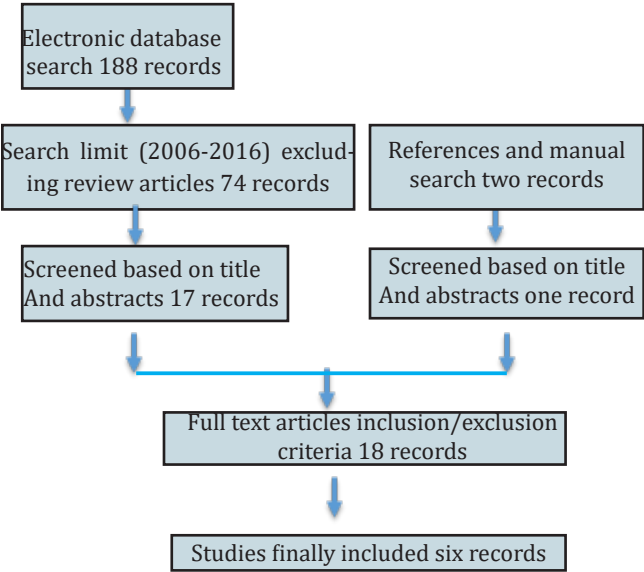 Electronic database
search 188 records
Search limit (2006-2016) exclud-
ing review articles 74 records
References and manual
search two records
Screened based on title
And abstracts 17 records
Screened based on title
And abstracts one record
Full text articles inclusion/exclusion
criteria 18 records
Studies finally included six records